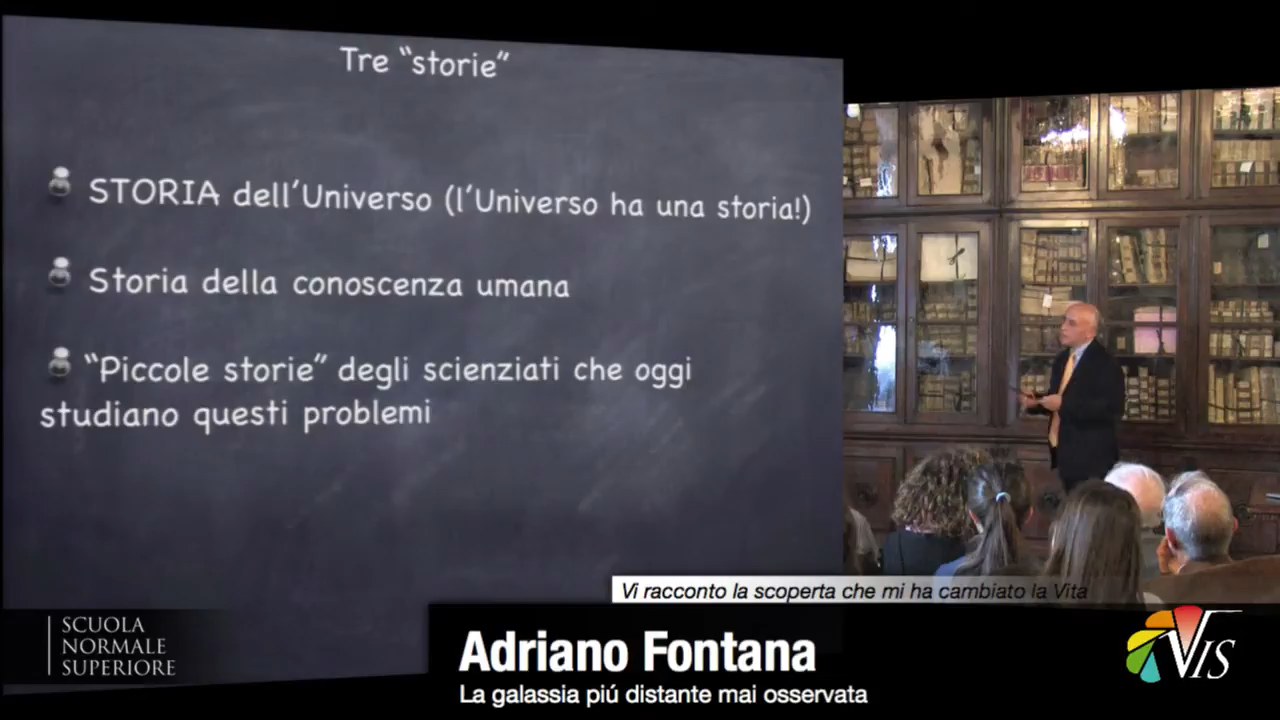 Tre “storie”
STORIA dell’Universo (l’Universo ha una storia!)
Storia della conoscenza umana
“Piccole storie” degli scienziati che oggi
studiano questi problemi
Vi racconto la scoperta che mi ha cambiato la Vita
SCUOLA
NORMALE
SUPERIORE
Adriano Fontana
La galassia piú distante mai osservata
VIS